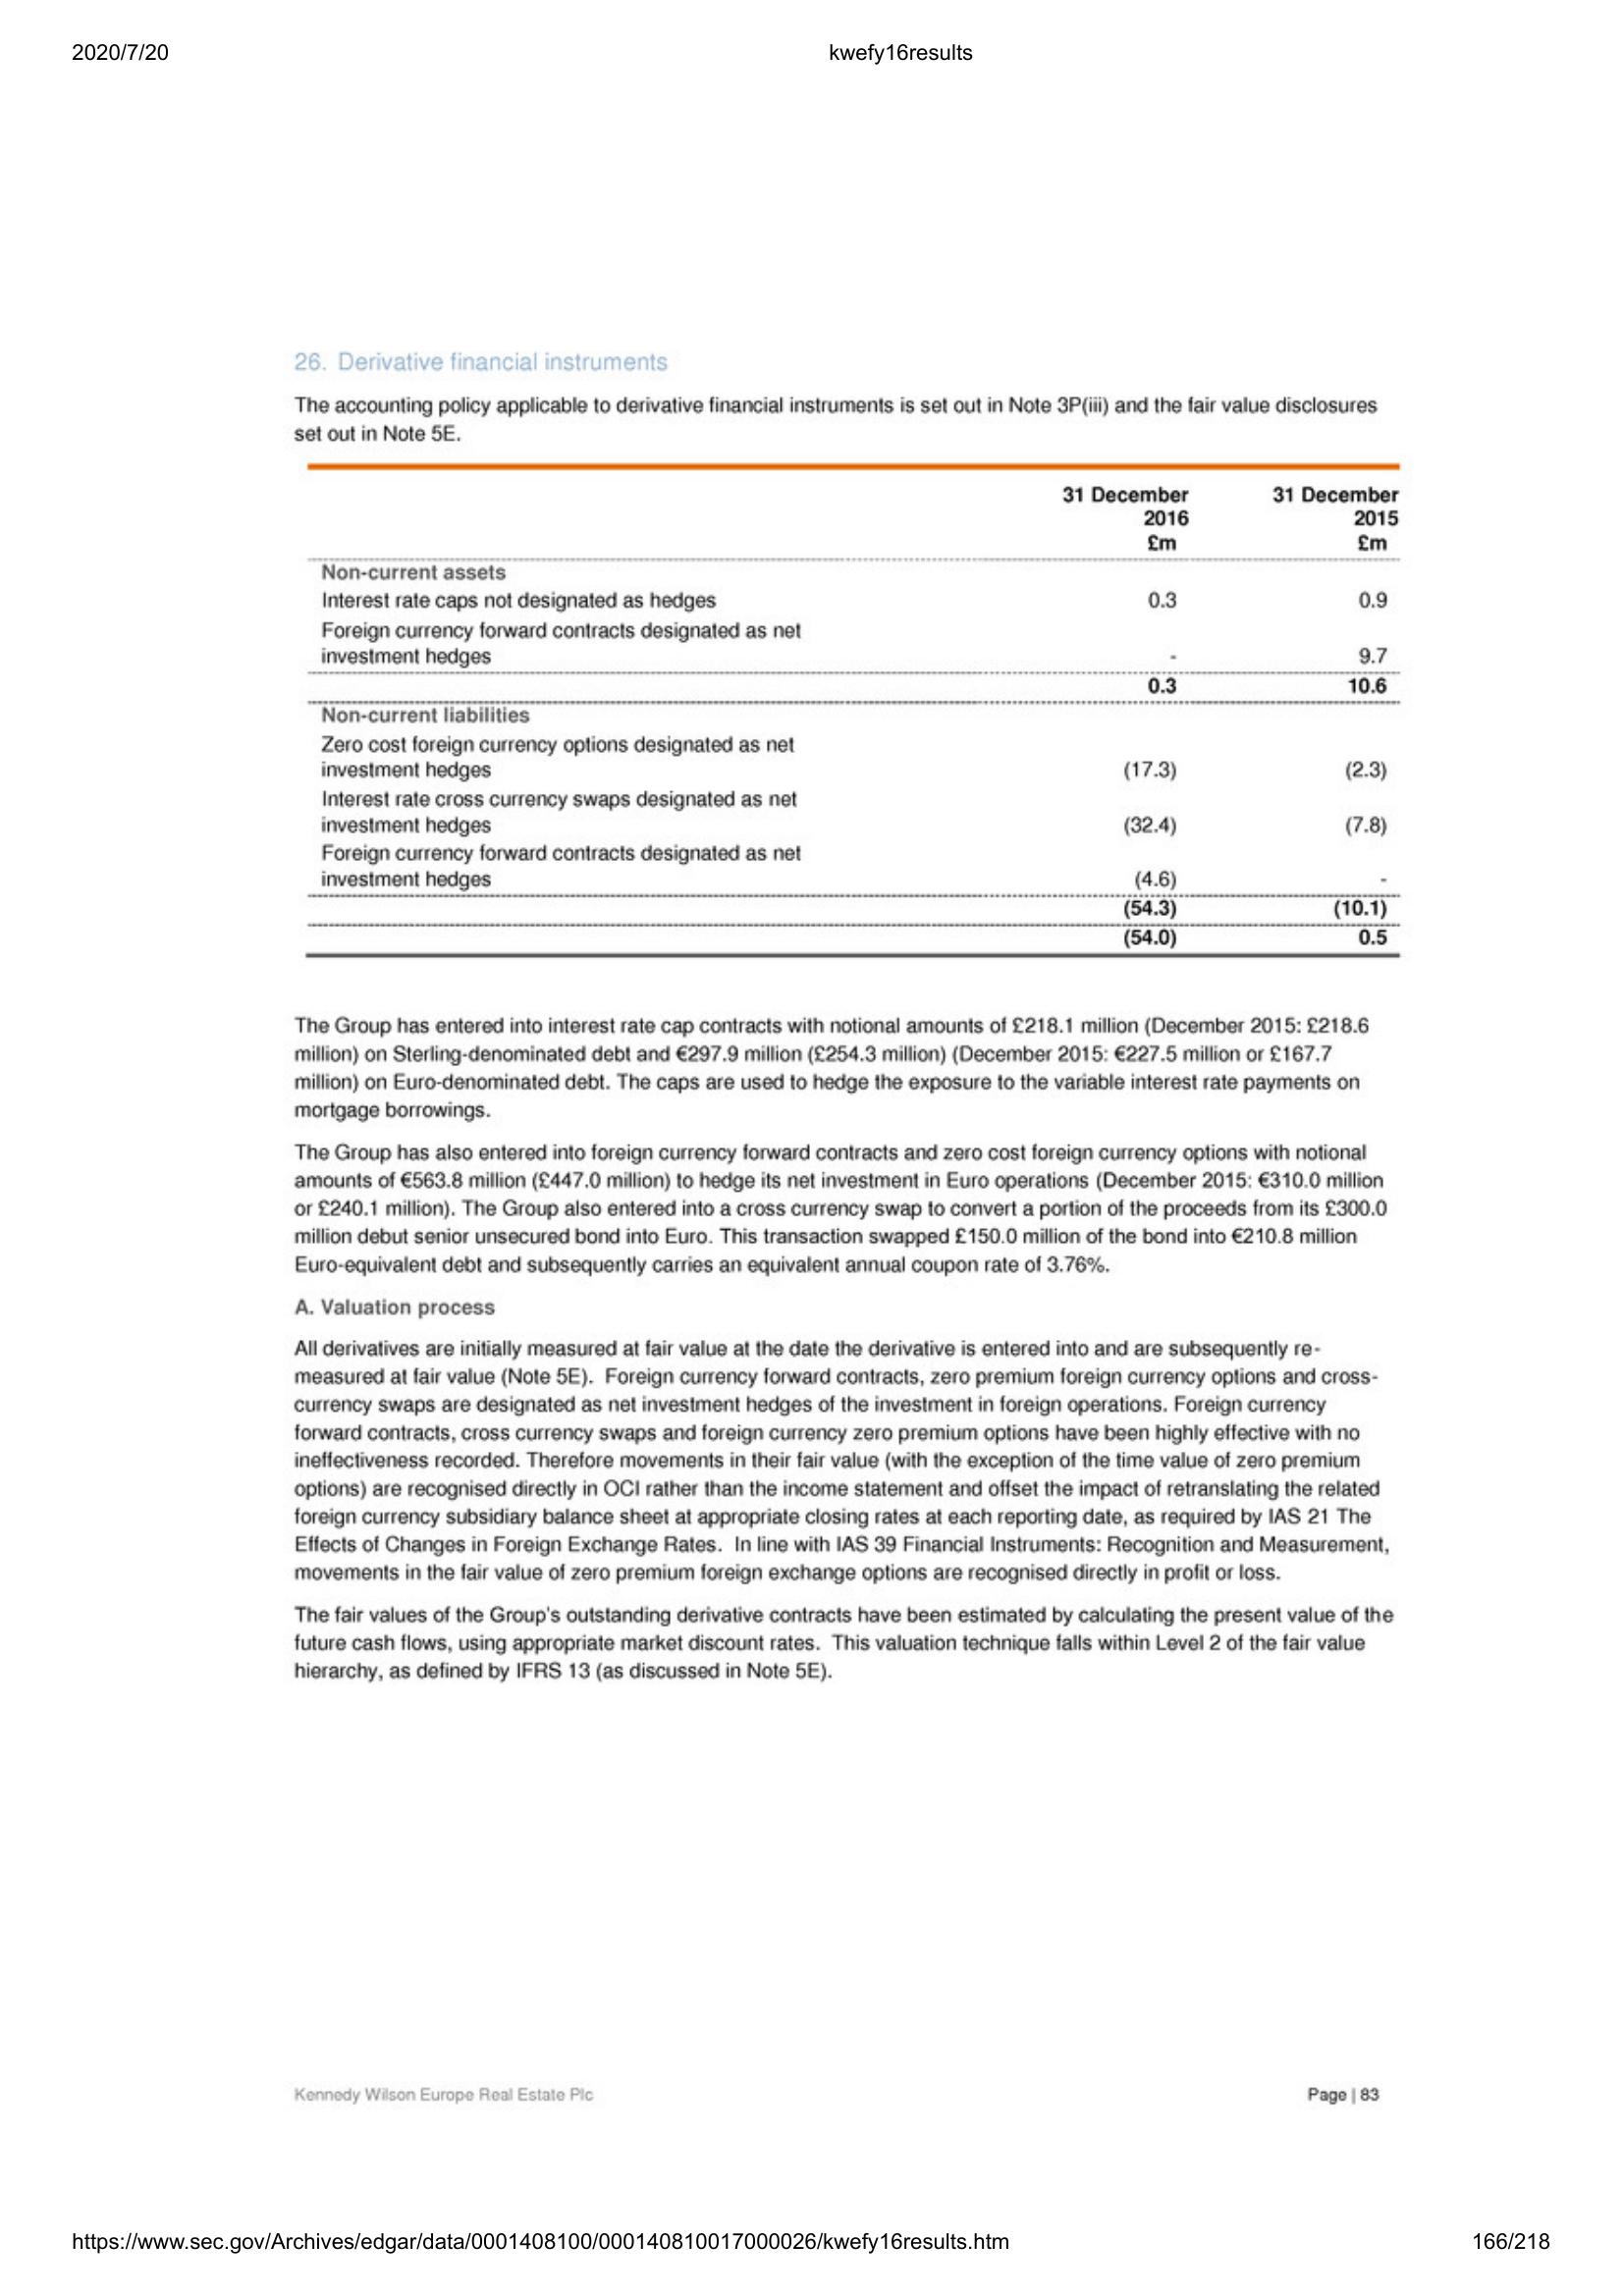 2020/7/20 kwefy16results
26. Derivative financial instruments
The accounting policy applicable to derivative financial instruments is set out in Note 3P(iii) and the fair value disclosures
set out in Note 5E.
31 December 31 December
2016 2015
£m £m
Non-current assets
Interest rate caps not designated as hedges 0.3 0.9
Foreign currency forward contracts designated as net
investment hedges - 9.7
0.3 10.6
Non-current liabilities
Zero cost foreign currency options designated as net
investment hedges (17.3) (2.3)
Interest rate cross currency swaps designated as net
investment hedges (32.4) (7.8)
Foreign currency forward contracts designated as net
investment hedges (4.6) -
(54.3) (10.1)
(54.0) 0.5
The Group has entered into interest rate cap contracts with notional amounts of £218.1 million (December 2015: £218.6
million) on Sterling-denominated debt and €297.9 million (£254.3 million) (December 2015: €227.5 million or £167.7
million) on Euro-denominated debt. The caps are used to hedge the exposure to the variable interest rate payments on
mortgage borrowings.
The Group has also entered into foreign currency forward contracts and zero cost foreign currency options with notional
amounts of €563.8 million (£447.0 million) to hedge its net investment in Euro operations (December 2015: €310.0 million
or £240.1 million). The Group also entered into a cross currency swap to convert a portion of the proceeds from its £300.0
million debut senior unsecured bond into Euro. This transaction swapped £150.0 million of the bond into €210.8 million
Euro-equivalent debt and subsequently carries an equivalent annual coupon rate of 3.76%.
A. Valuation process
All derivatives are initially measured at fair value at the date the derivative is entered into and are subsequently re-
measured at fair value (Note 5E). Foreign currency forward contracts, zero premium foreign currency options and cross-
currency swaps are designated as net investment hedges of the investment in foreign operations. Foreign currency
forward contracts, cross currency swaps and foreign currency zero premium options have been highly effective with no
ineffectiveness recorded. Therefore movements in their fair value (with the exception of the time value of zero premium
options) are recognised directly in OCI rather than the income statement and offset the impact of retranslating the related
foreign currency subsidiary balance sheet at appropriate closing rates at each reporting date, as required by IAS 21 The
Effects of Changes in Foreign Exchange Rates. In line with IAS 39 Financial Instruments: Recognition and Measurement,
movements in the fair value of zero premium foreign exchange options are recognised directly in profit or loss.
The fair values of the Group's outstanding derivative contracts have been estimated by calculating the present value of the
future cash flows, using appropriate market discount rates. This valuation technique falls within Level 2 of the fair value
hierarchy, as defined by IFRS 13 (as discussed in Note 5E).
Kennedy Wilson Europe Real Estate Plc Page | 83
https://www.sec.gov/Archives/edgar/data/0001408100/000140810017000026/kwefy16results.htm 166/218